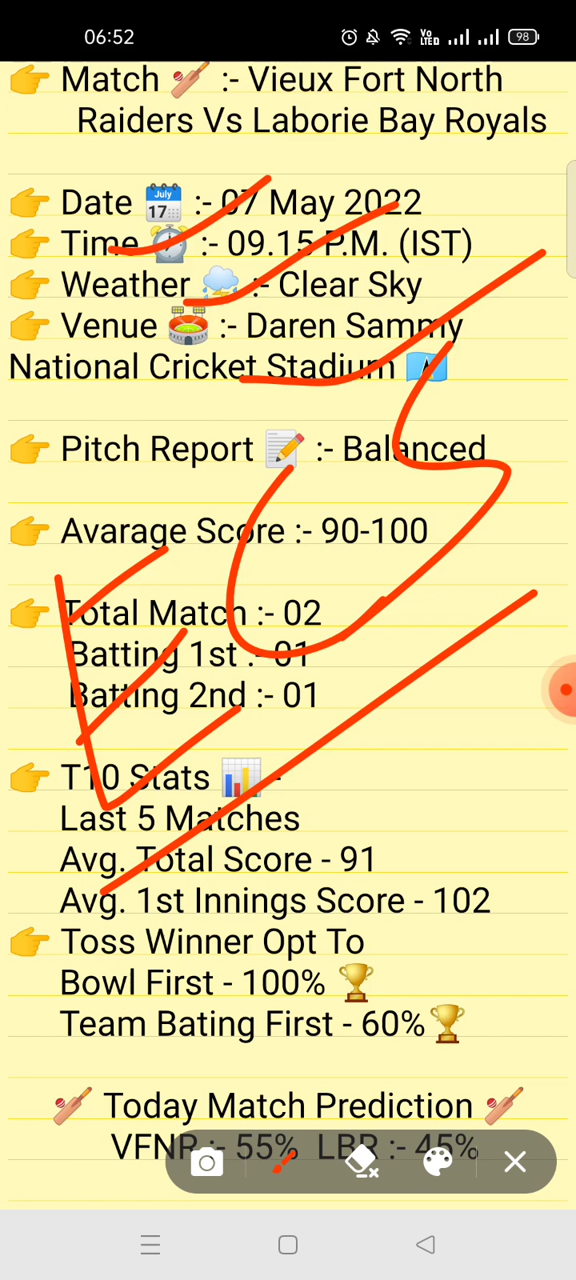 06:52 Vo LTED 98
👉 Match 🏏 :- Vieux Fort North
Raiders Vs Laborie Bay Royals
👉 Date 📅 :- 07 May 2022
👉 Time ⏰ :- 09.15 P.M. (IST)
👉 Weather ⛈️ :- Clear Sky
👉 Venue 🏟️ :- Daren Sammy
National Cricket Stadium 🇱🇨
👉 Pitch Report 📝 :- Balanced
👉 Avarage Score :- 90-100
👉 Total Match :- 02
Batting 1st :- 01
Batting 2nd :- 01
👉 T10 Stats 📊 -
Last 5 Matches
Avg. Total Score - 91
Avg. 1st Innings Score - 102
👉 Toss Winner Opt To
Bowl First - 100% 🏆
Team Bating First - 60%🏆
🏏 Today Match Prediction 🏏
VFNR :- 55% LBR :- 45%